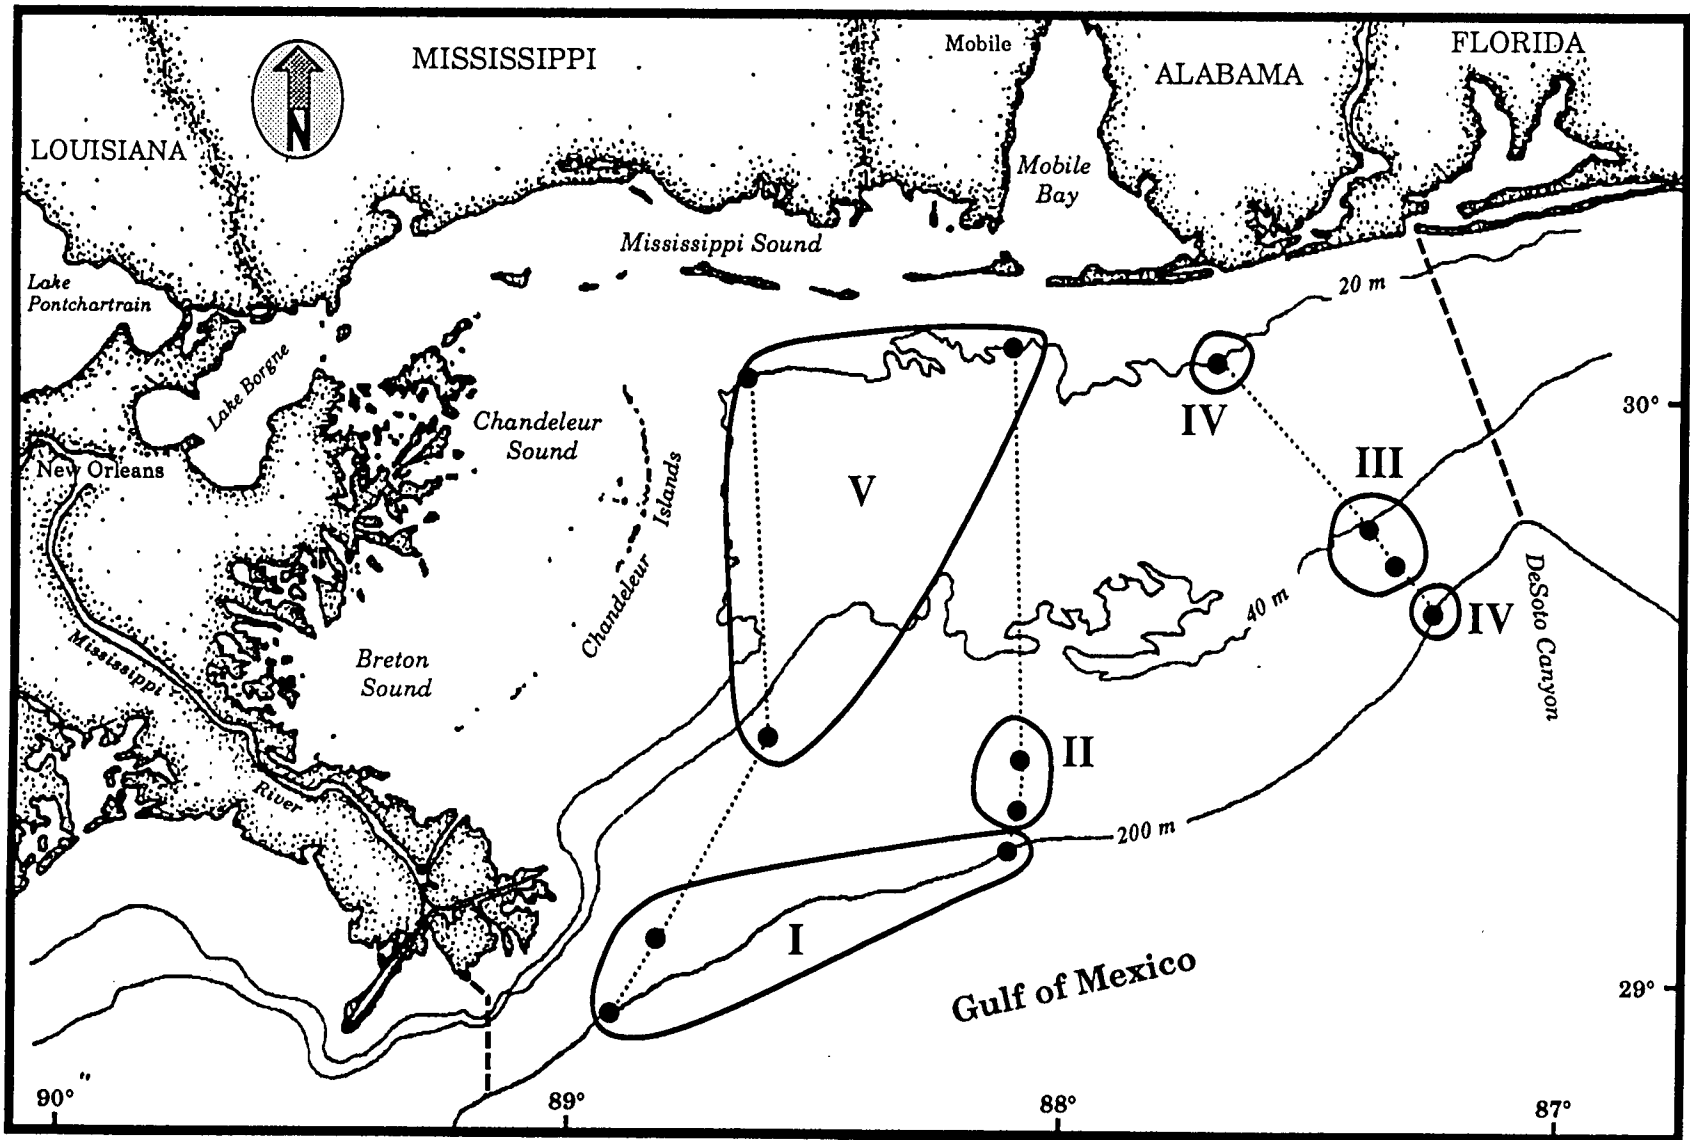 MISSISSIPPI
Mobile
ALABAMA
FLORIDA
LOUISIANA
N
Mobile
Bay
Mississippi Sound
Lake
Pontchartrain
20 m
Lake Borgne
30°
IV
Chandeleur
Sound
New Orleans
Islands
V
III
Chandeleur
DeSoto Canyon
40 m
IV
Mississippi
Breton
Sound
II
River
200 m
I
Gulf of Mexico
29°
90°
89°
88°
87°